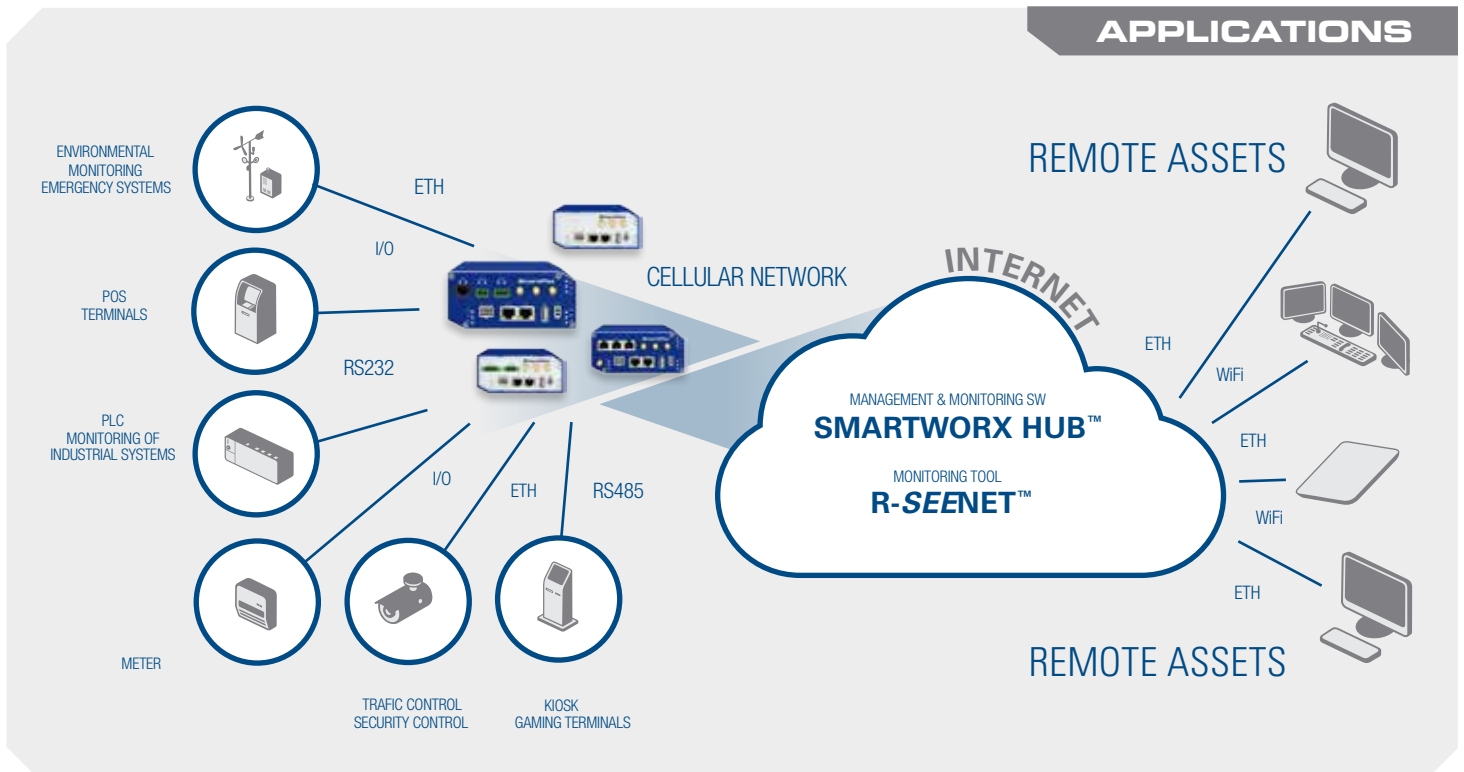 APPLICATIONS
ENVIRONMENTAL
MONITORING
EMERGENCY SYSTEMS
ETH
I/O
POS
TERMINALS
RS232
PLC
MONITORING OF
INDUSTRIAL SYSTEMS
I/O
ETH
RS485
METER
TRAFIC CONTROL
SECURITY CONTROL
KIOSK
GAMING TERMINALS
CELLULAR NETWORK
INTERNET
MANAGEMENT & MONITORING SW
SMARTWORX HUB™
MONITORING TOOL
R-SEENET™
REMOTE ASSETS
ETH
WiFi
ETH
WiFi
ETH
REMOTE ASSETS